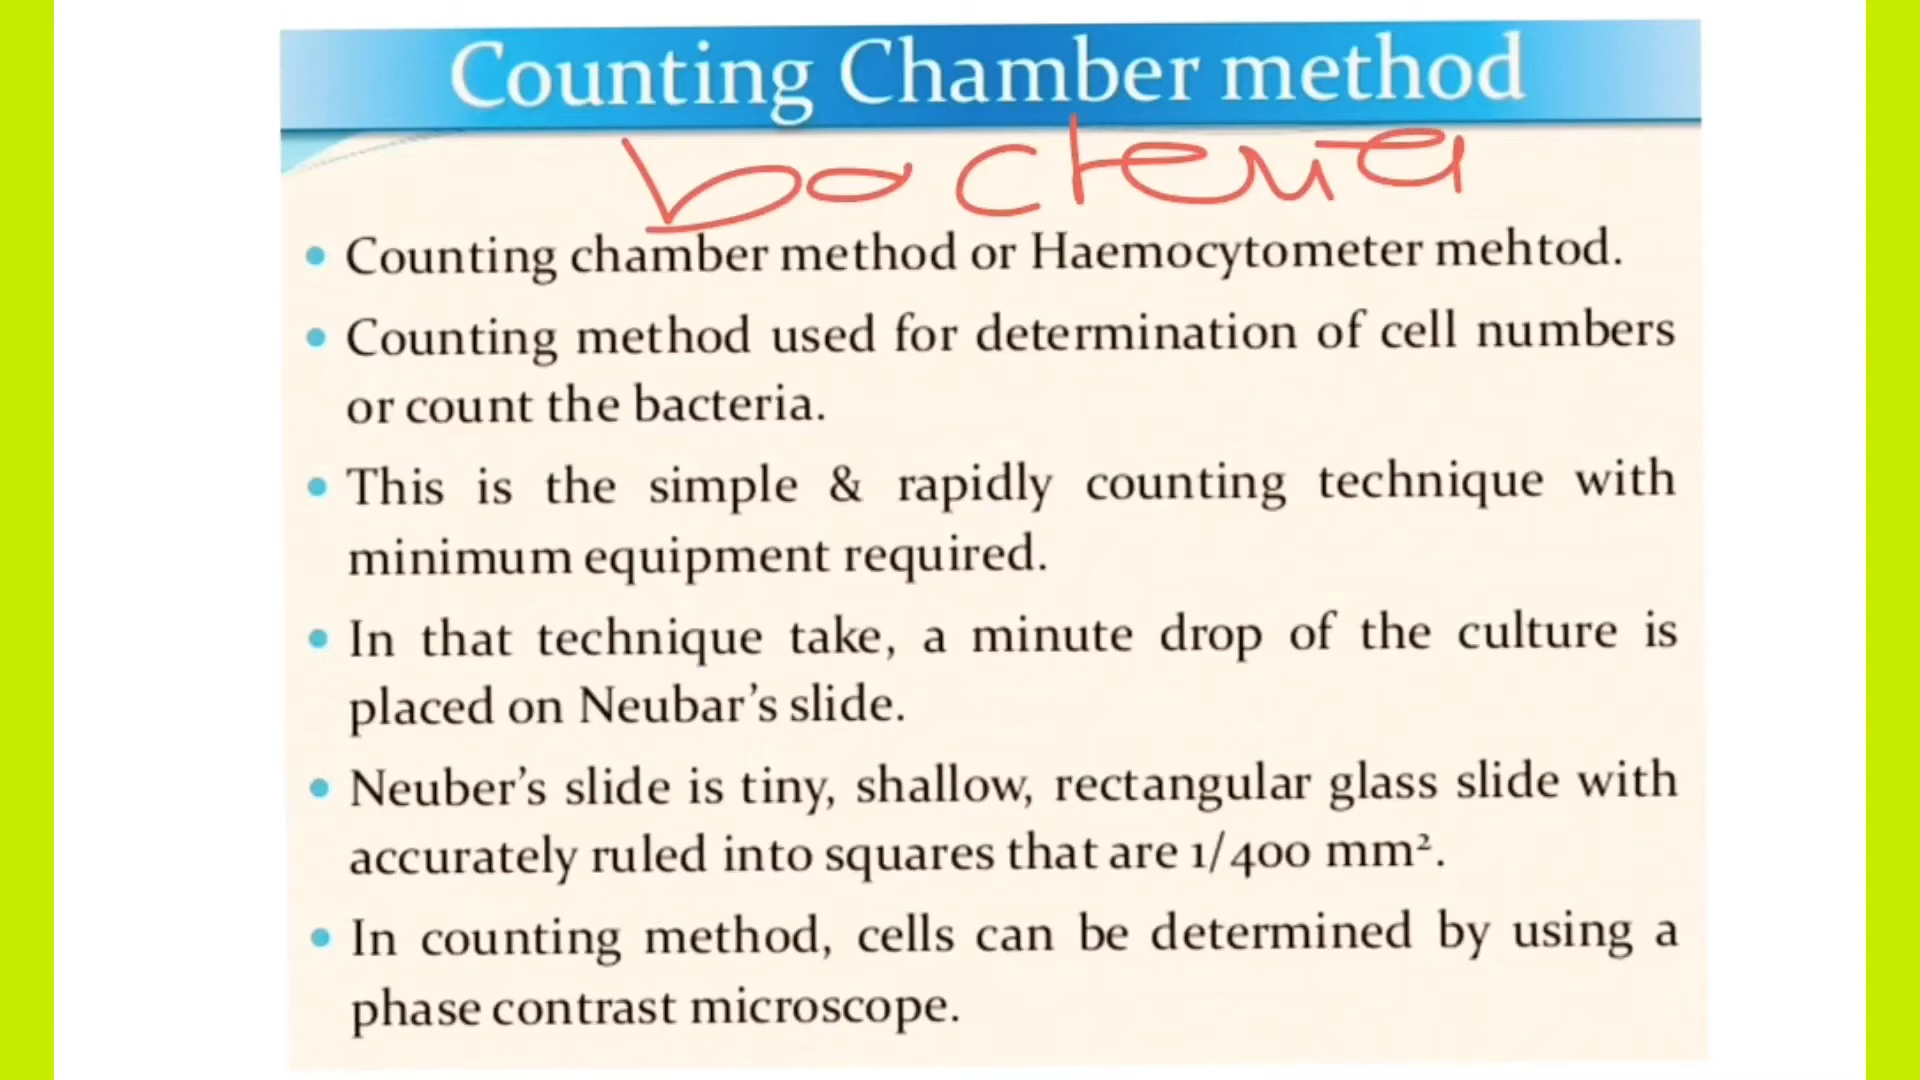 Counting Chamber method
bacteria
Counting chamber method or Haemocytometer mehtod.
Counting method used for determination of cell numbers
or count the bacteria.
This is the simple & rapidly counting technique with
minimum equipment required.
In that technique take, a minute drop of the culture is
placed on Neubar’s slide.
Neuber’s slide is tiny, shallow, rectangular glass slide with
accurately ruled into squares that are 1/400 mm².
In counting method, cells can be determined by using a
phase contrast microscope.